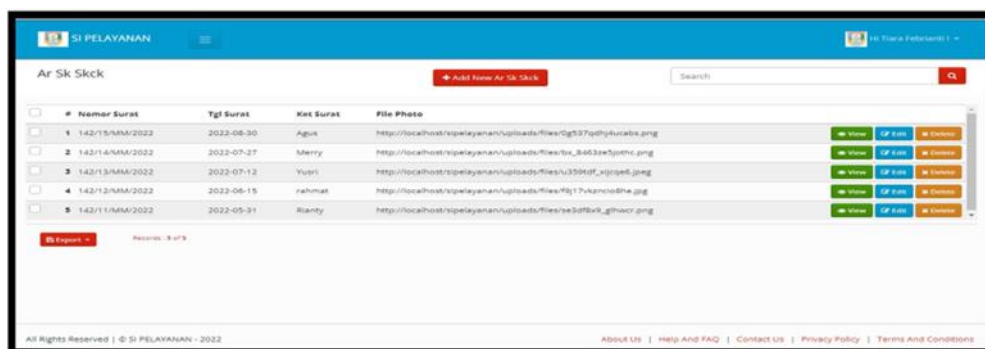 SI PELAYANAN Hi Tiara Febrianti !
Ar Sk Skck + Add New Ar Sk Skck Search
# Nomor Surat Tgl Surat Ket Surat File Photo
1 142/15/MM/2022 2022-08-30 Agus http://localhost/sipelayanan/uploads/files/0g537qdhj4ucabs.png View Edit Delete
2 142/14/MM/2022 2022-07-27 Merry http://localhost/sipelayanan/uploads/files/bx_8463ze5jothc.png View Edit Delete
3 142/13/MM/2022 2022-07-12 Yusri View Edit Delete
4 142/12/MM/2022 2022-06-15 rahmat View Edit Delete
5 142/11/MM/2022 2022-05-31 Rianty View Edit Delete
Export Records : 5 of 5
All Rights Reserved | © SI PELAYANAN - 2022 About Us | Help And FAQ | Contact Us | Privacy Policy | Terms And Conditions